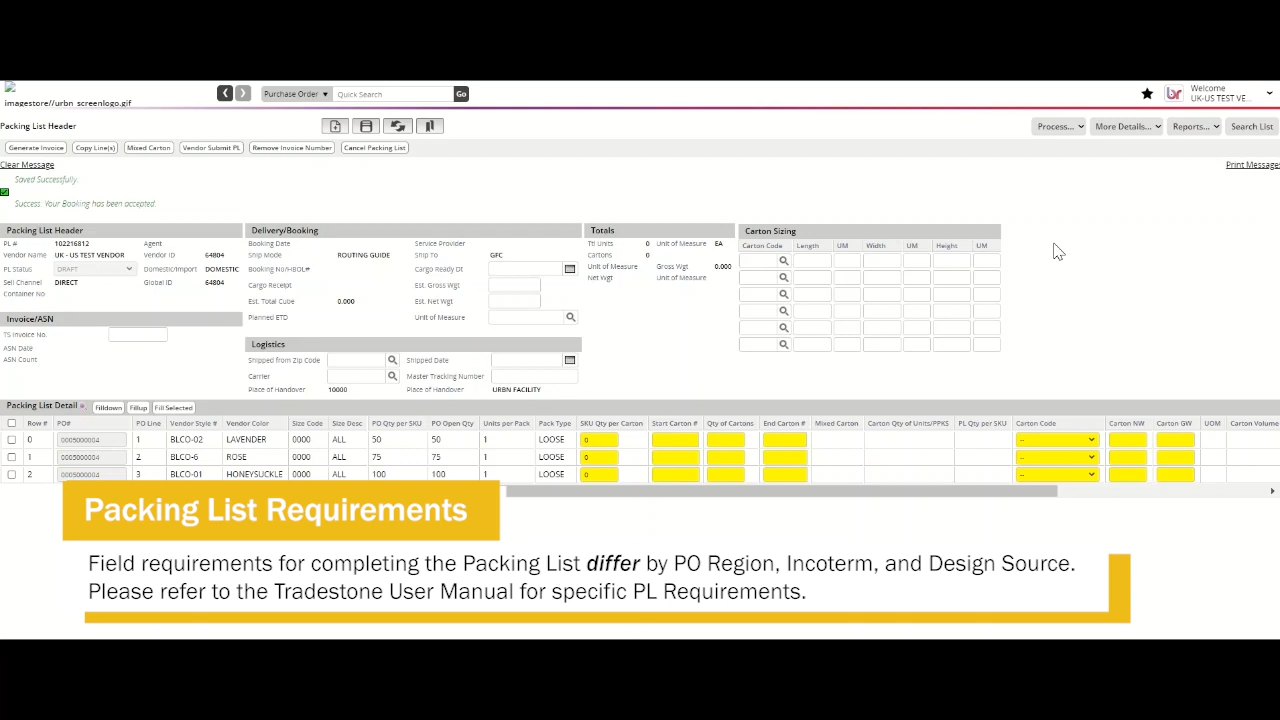 imagestore//urbn_screenlogo.gif
Purchase Order Quick Search Go
Welcome
UK-US TEST VE...
Packing List Header
Process... More Details... Reports... Search List
Generate Invoice Copy Line(s) Mixed Carton Vendor Submit PL Remove Invoice Number Cancel Packing List
Clear Message Print Message
Saved Successfully.
Success: Your Booking has been accepted.
Packing List Header
PL # 102216812 Agent
Vendor Name UK - US TEST VENDOR Vendor ID 64804
PL Status DRAFT Domestic/Import DOMESTIC
Sell Channel DIRECT Global ID 64804
Container No
Invoice/ASN
TS Invoice No.
ASN Date
ASN Count
Delivery/Booking
Booking Date Service Provider
Ship Mode ROUTING GUIDE Ship To GFC
Booking No/HBOL# Cargo Ready Dt
Cargo Receipt Est. Gross Wgt
Est. Total Cube 0.000 Est. Net Wgt
Planned ETD Unit of Measure
Logistics
Shipped from Zip Code Shipped Date
Carrier Master Tracking Number
Place of Handover 10000 Place of Handover URBN FACILITY
Totals
Ttl Units 0 Unit of Measure EA
Cartons 0
Unit of Measure Gross Wgt 0.000
Net Wgt Unit of Measure
Carton Sizing
Carton Code Length UM Width UM Height UM
Packing List Detail Filldown Fillup Fill Selected
Row # PO# PO Line Vendor Style # Vendor Color Size Code Size Desc PO Qty per SKU PO Open Qty Units per Pack Pack Type SKU Qty per Carton Start Carton # Qty of Cartons End Carton # Mixed Carton Carton Qty of Units/PPKS PL Qty per SKU Carton Code Carton NW Carton GW UOM Carton Volume
0 0005000004 1 BLCO-02 LAVENDER 0000 ALL 50 50 1 LOOSE 0 --
1 0005000004 2 BLCO-6 ROSE 0000 ALL 75 75 1 LOOSE 0 --
2 0005000004 3 BLCO-01 HONEYSUCKLE 0000 ALL 100 100 1 LOOSE 0 --
Packing List Requirements
Field requirements for completing the Packing List differ by PO Region, Incoterm, and Design Source.
Please refer to the Tradestone User Manual for specific PL Requirements.